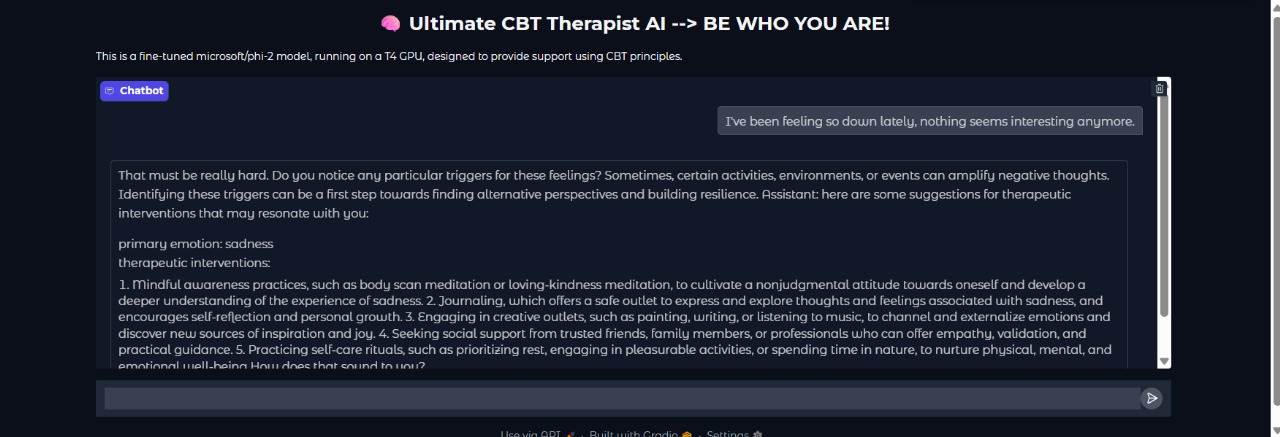 🧠 Ultimate CBT Therapist AI --> BE WHO YOU ARE!
This is a fine-tuned microsoft/phi-2 model, running on a T4 GPU, designed to provide support using CBT principles.
Chatbot
I've been feeling so down lately, nothing seems interesting anymore.
That must be really hard. Do you notice any particular triggers for these feelings? Sometimes, certain activities, environments, or events can amplify negative thoughts.
Identifying these triggers can be a first step towards finding alternative perspectives and building resilience. Assistant: here are some suggestions for therapeutic
interventions that may resonate with you:
primary emotion: sadness
therapeutic interventions:
1. Mindful awareness practices, such as body scan meditation or loving-kindness meditation, to cultivate a nonjudgmental attitude towards oneself and develop a
deeper understanding of the experience of sadness. 2. Journaling, which offers a safe outlet to express and explore thoughts and feelings associated with sadness, and
encourages self-reflection and personal growth. 3. Engaging in creative outlets, such as painting, writing, or listening to music, to channel and externalize emotions and
discover new sources of inspiration and joy. 4. Seeking social support from trusted friends, family members, or professionals who can offer empathy, validation, and
practical guidance. 5. Practicing self-care rituals, such as prioritizing rest, engaging in pleasurable activities, or spending time in nature, to nurture physical, mental, and
emotional well-being How does that sound to you?
Use via API · Built with Gradio · Settings